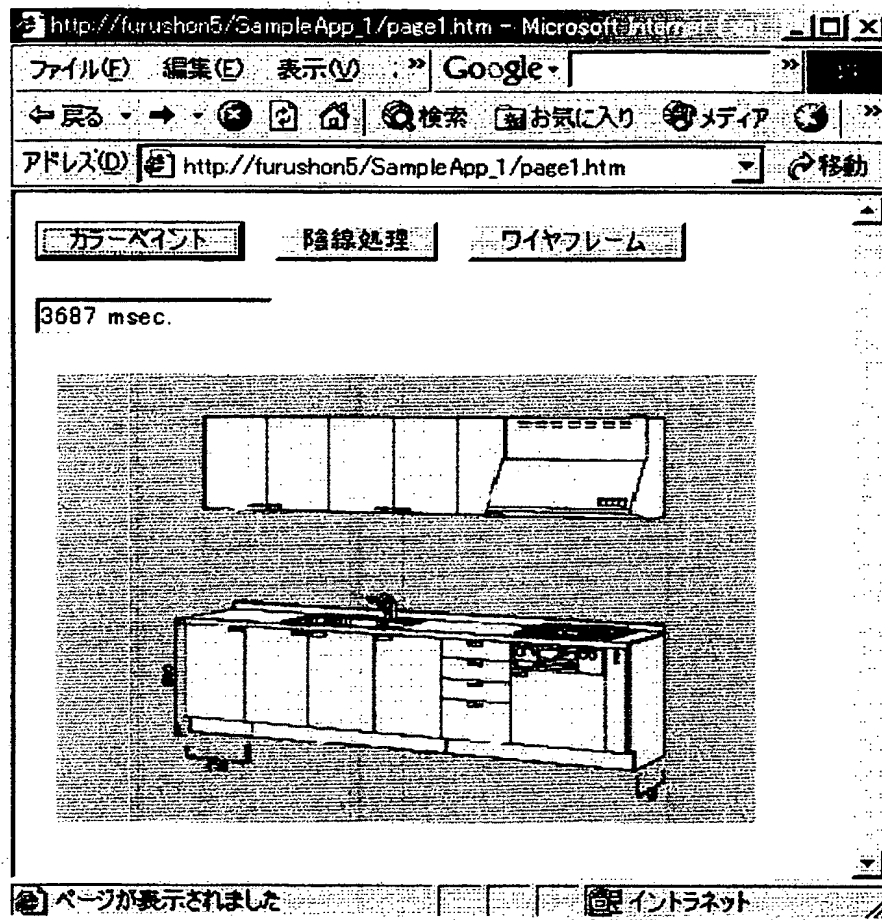 http://furushon5/SampleApp_1/page1.htm - Microsoft Internet
ファイル(F) 編集(E) 表示(V) » Google »
戻る 検索 お気に入り メディア »
アドレス(D) http://furushon5/SampleApp_1/page1.htm 移動
カラーペイント 陰線処理 ワイヤフレーム
3687 msec.
ページが表示されました イントラネット